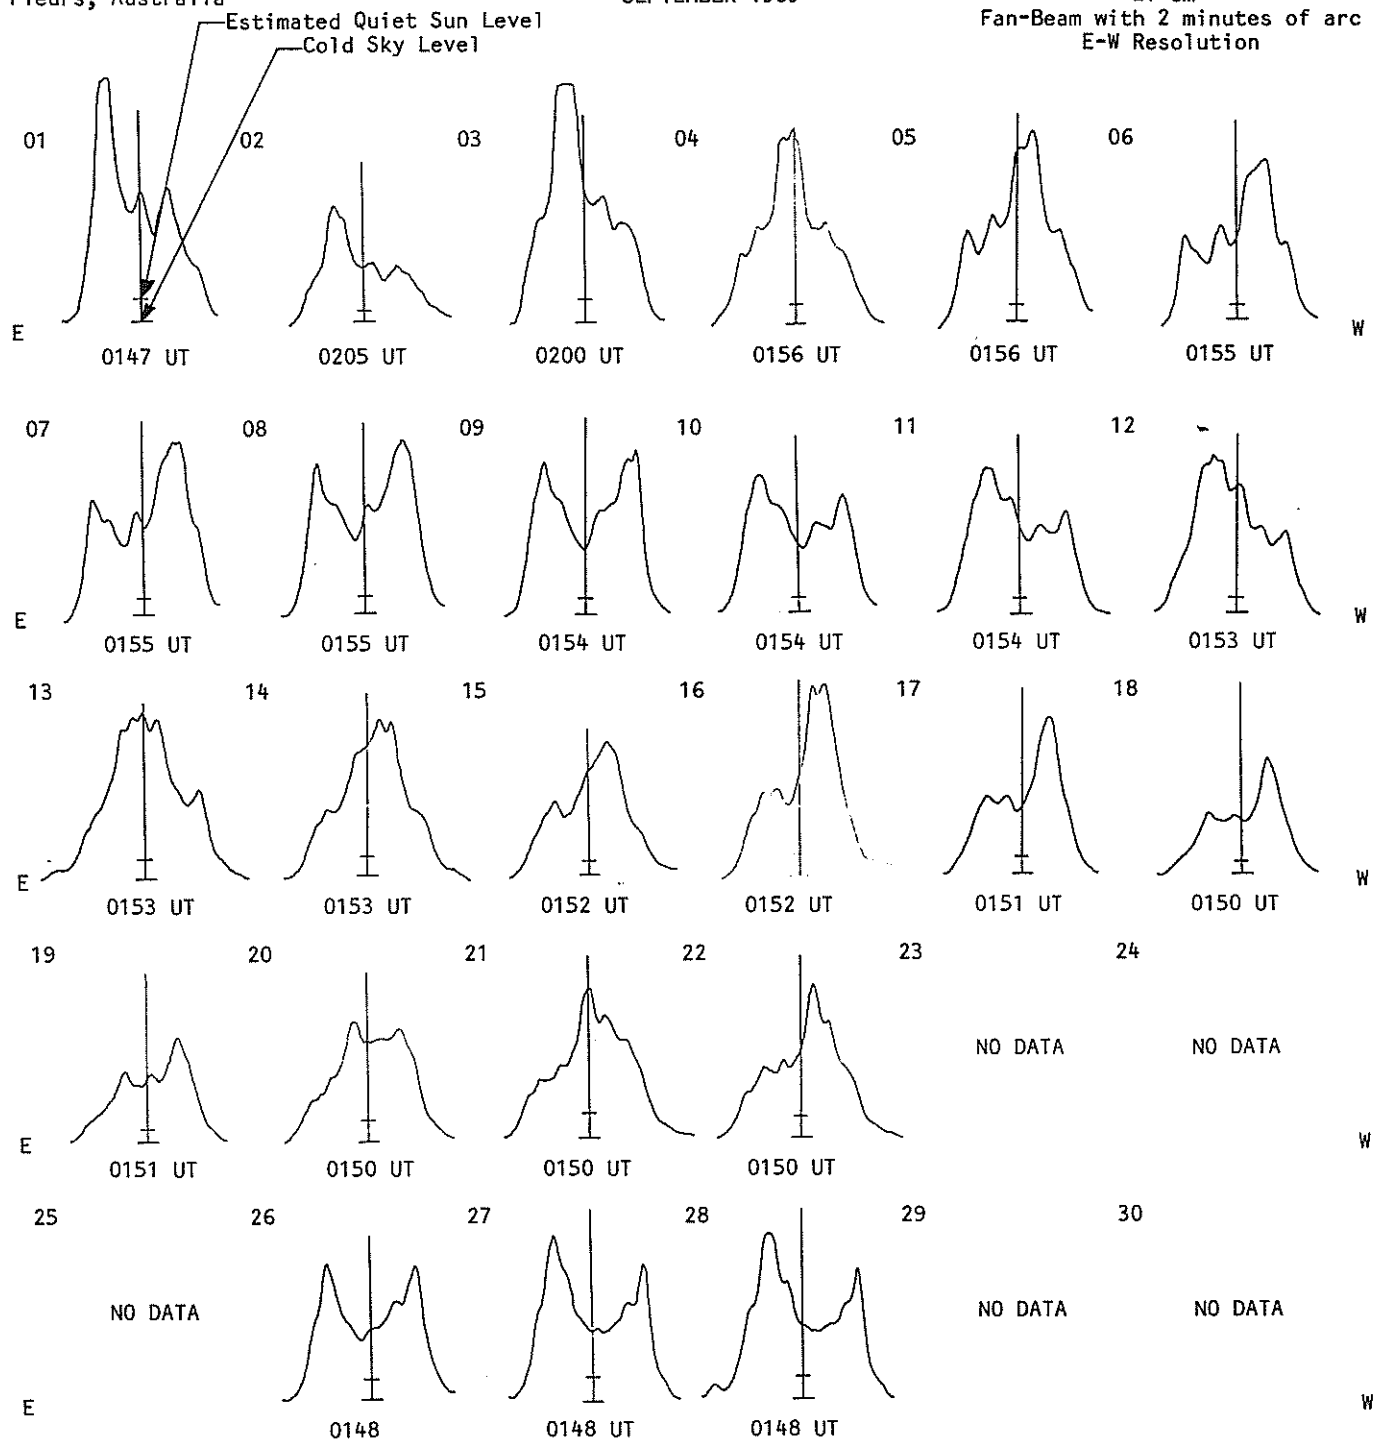 Fleurs, Australia
Estimated Quiet Sun Level
Cold Sky Level
Fan-Beam with 2 minutes of arc
E-W Resolution
01 02 03 04 05 06
E W
0147 UT 0205 UT 0200 UT 0156 UT 0156 UT 0155 UT
07 08 09 10 11 12
E W
0155 UT 0155 UT 0154 UT 0154 UT 0154 UT 0153 UT
13 14 15 16 17 18
E W
0153 UT 0153 UT 0152 UT 0152 UT 0151 UT 0150 UT
19 20 21 22 23 24
NO DATA NO DATA
E W
0151 UT 0150 UT 0150 UT 0150 UT
25 26 27 28 29 30
NO DATA NO DATA NO DATA
E W
0148 0148 UT 0148 UT